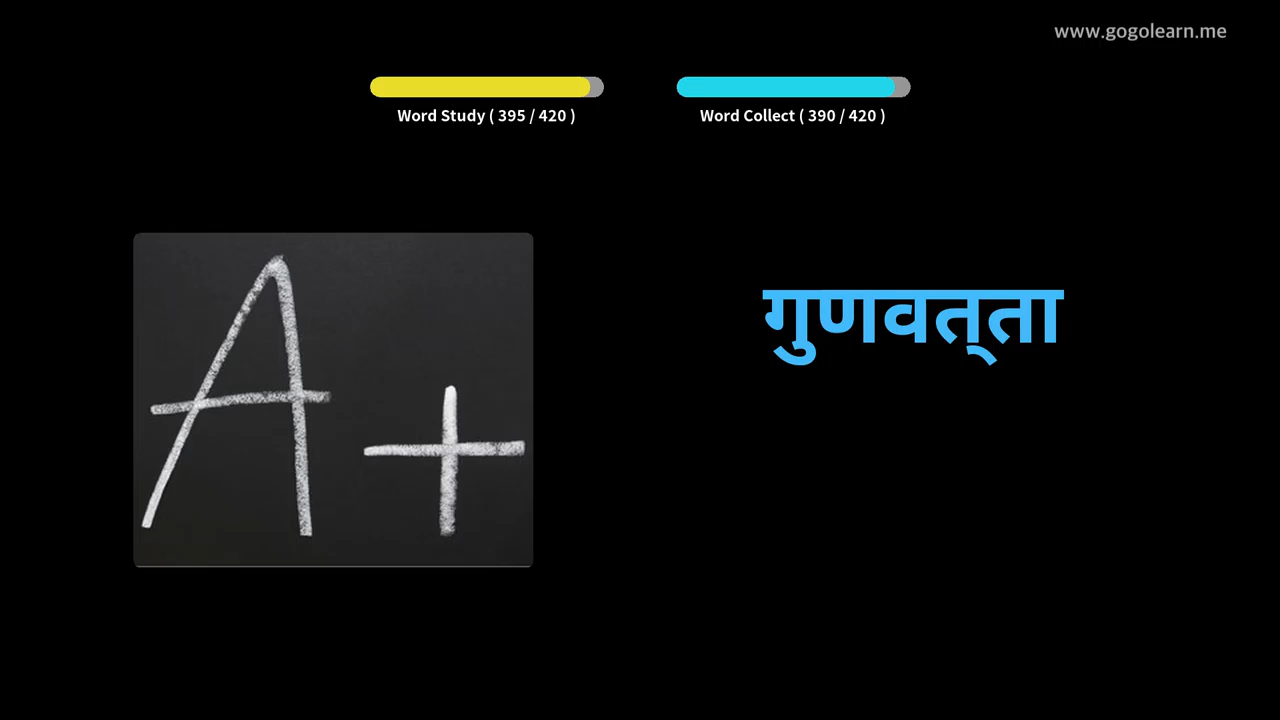 www.gogolearn.me
Word Study ( 395 / 420 )
Word Collect ( 390 / 420 )
A+
गुणवत्‌ता